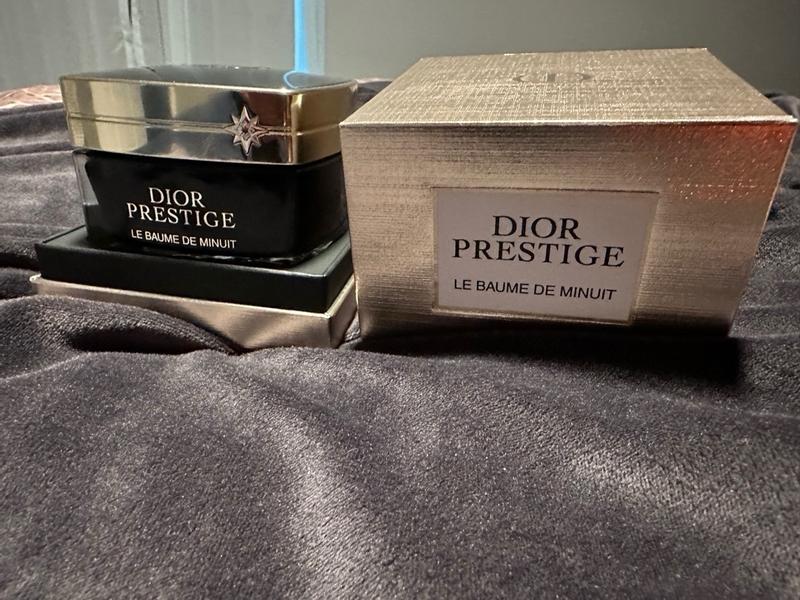 DIOR
PRESTIGE
LE BAUME DE MINUIT
DIOR
PRESTIGE
LE BAUME DE MINUIT